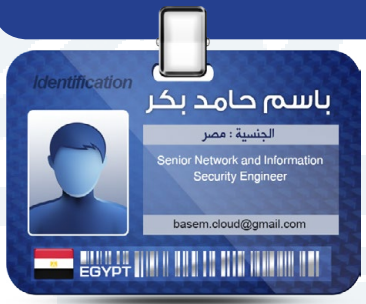 Identification
باسم حامد بكر
الجنسية : مصر
Senior Network and Information
Security Engineer
basem.cloud@gmail.com
EGYPT